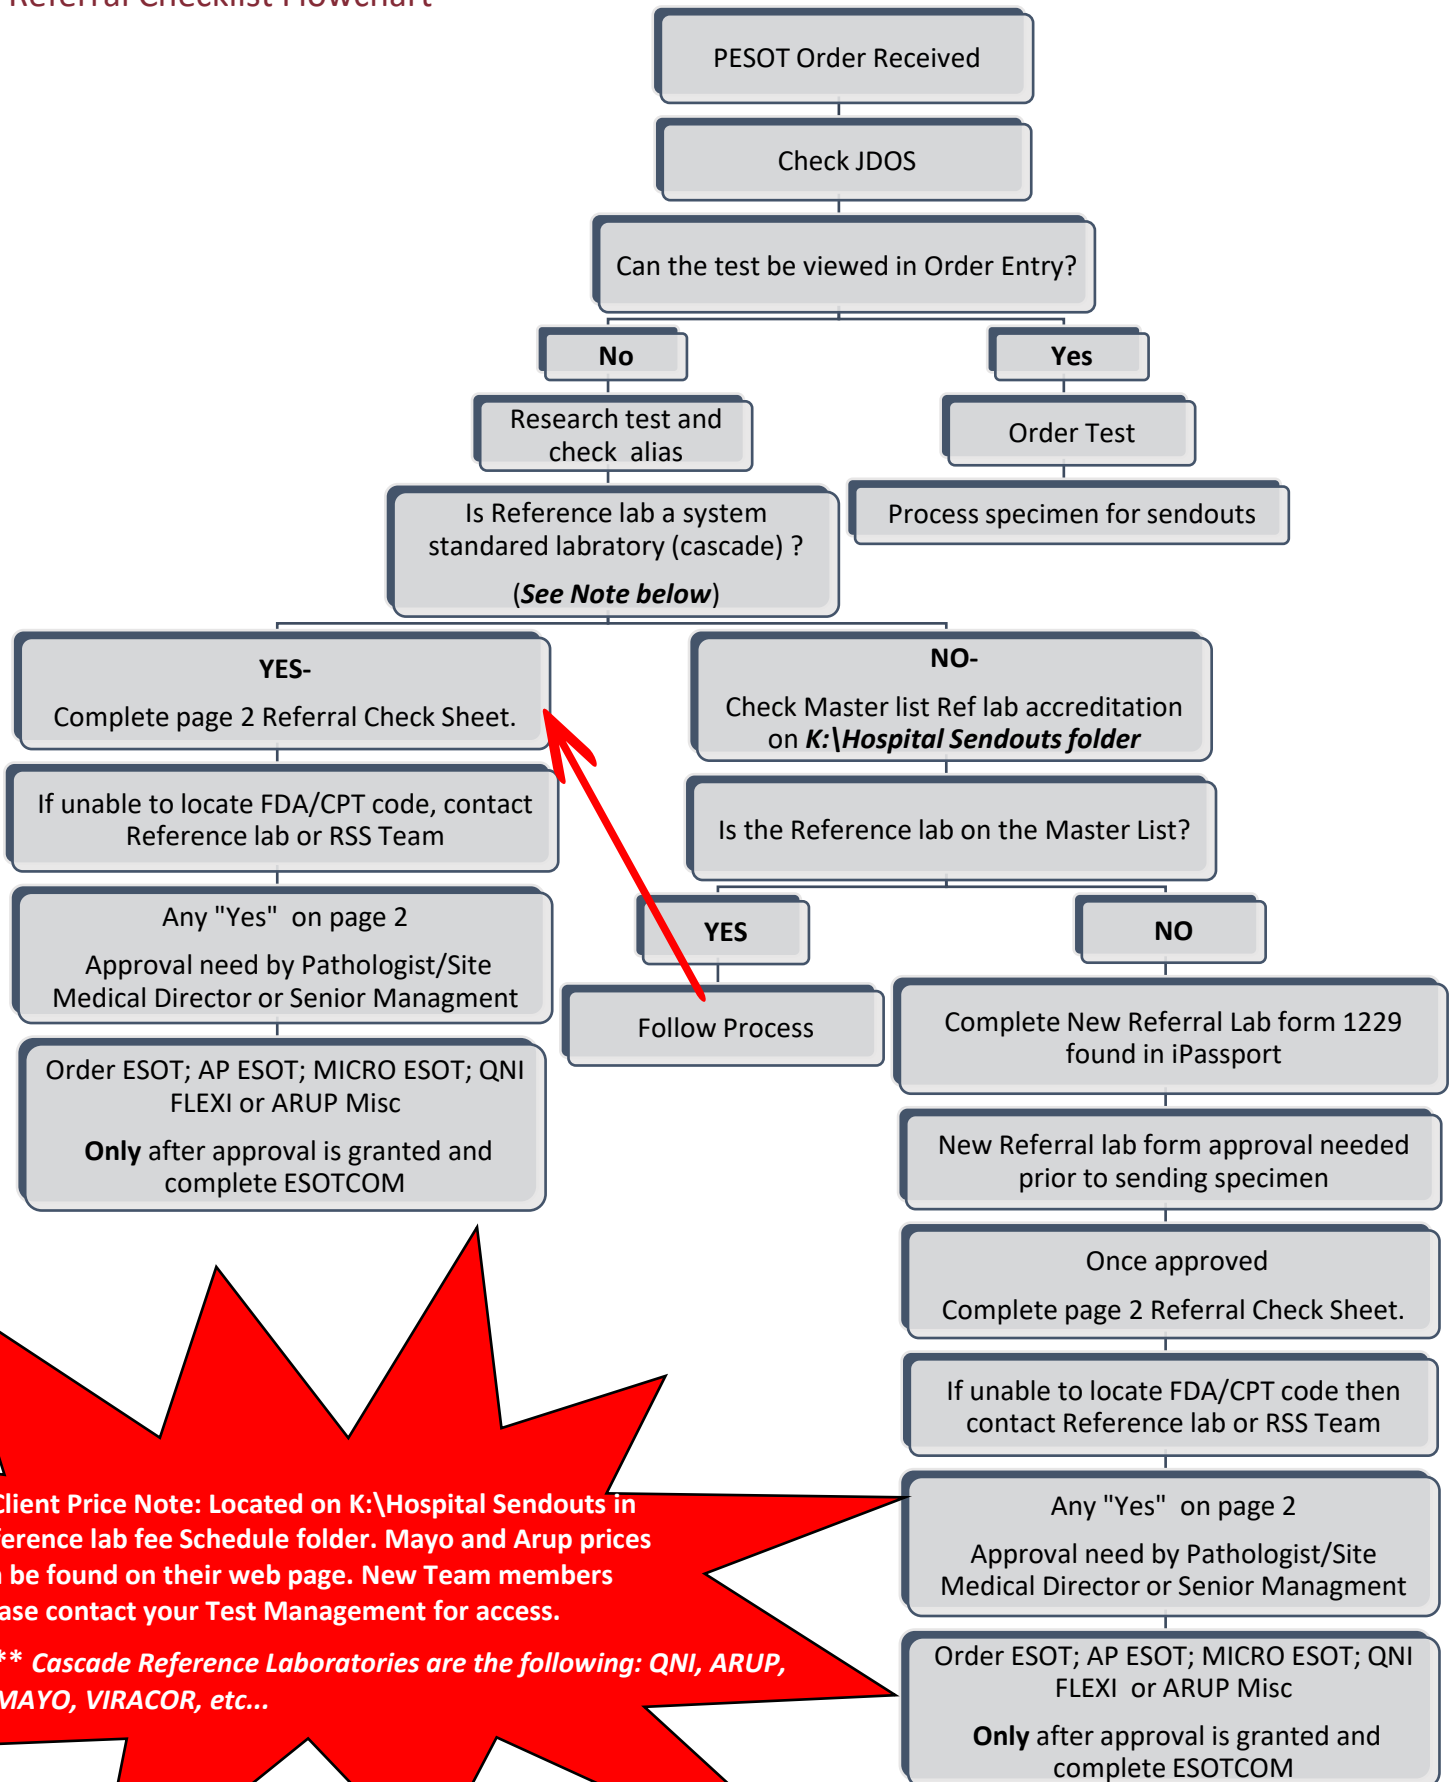 Referral Checklist Flowchart
PESOT Order Received
Check JDOS
Can the test be viewed in Order Entry?
No
Yes
Research test and
check alias
Order Test
Is Reference lab a system
standared labratory (cascade) ?
(See Note below)
Process specimen for sendouts
YES-
Complete page 2 Referral Check Sheet.
NO-
Check Master list Ref lab accreditation
on K:\Hospital Sendouts folder
If unable to locate FDA/CPT code, contact
Reference lab or RSS Team
Is the Reference lab on the Master List?
Any "Yes" on page 2
Approval need by Pathologist/Site
Medical Director or Senior Managment
YES
NO
Follow Process
Complete New Referral Lab form 1229
found in iPassport
Order ESOT; AP ESOT; MICRO ESOT; QNI
FLEXI or ARUP Misc
Only after approval is granted and
complete ESOTCOM
New Referral lab form approval needed
prior to sending specimen
Once approved
Complete page 2 Referral Check Sheet.
If unable to locate FDA/CPT code then
contact Reference lab or RSS Team
Any "Yes" on page 2
Approval need by Pathologist/Site
Medical Director or Senior Managment
Order ESOT; AP ESOT; MICRO ESOT; QNI
FLEXI or ARUP Misc
Only after approval is granted and
complete ESOTCOM
Client Price Note: Located on K:\Hospital Sendouts in
lab fee Schedule folder. Mayo and Arup prices
be found on their web page. New Team members
contact your Test Management for access.
** Cascade Reference Laboratories are the following: QNI, ARUP,
MAYO, VIRACOR, etc...